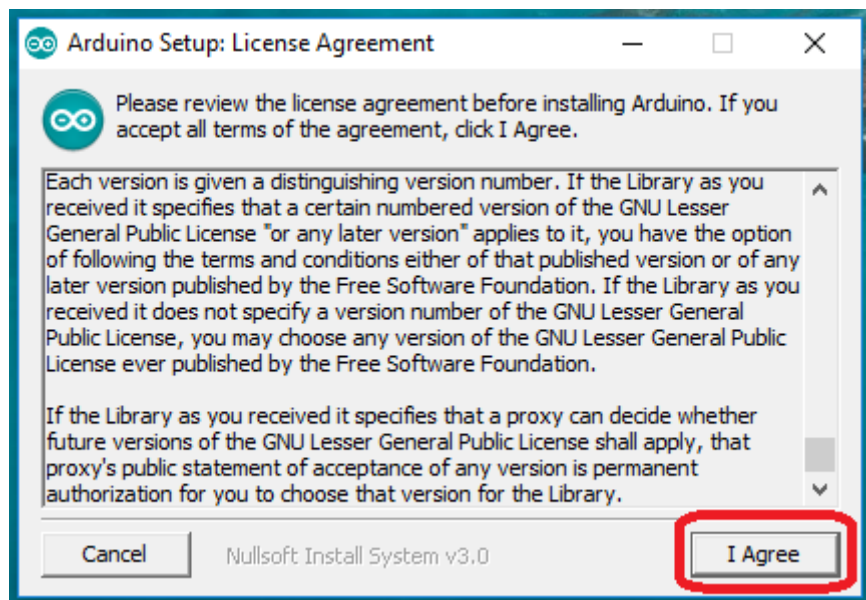 Arduino Setup: License Agreement
Please review the license agreement before installing Arduino. If you
accept all terms of the agreement, click I Agree.
Each version is given a distinguishing version number. If the Library as you
received it specifies that a certain numbered version of the GNU Lesser
General Public License "or any later version" applies to it, you have the option
of following the terms and conditions either of that published version or of any
later version published by the Free Software Foundation. If the Library as you
received it does not specify a version number of the GNU Lesser General
Public License, you may choose any version of the GNU Lesser General Public
License ever published by the Free Software Foundation.
If the Library as you received it specifies that a proxy can decide whether
future versions of the GNU Lesser General Public License shall apply, that
proxy's public statement of acceptance of any version is permanent
authorization for you to choose that version for the Library.
Cancel
Nullsoft Install System v3.0
I Agree